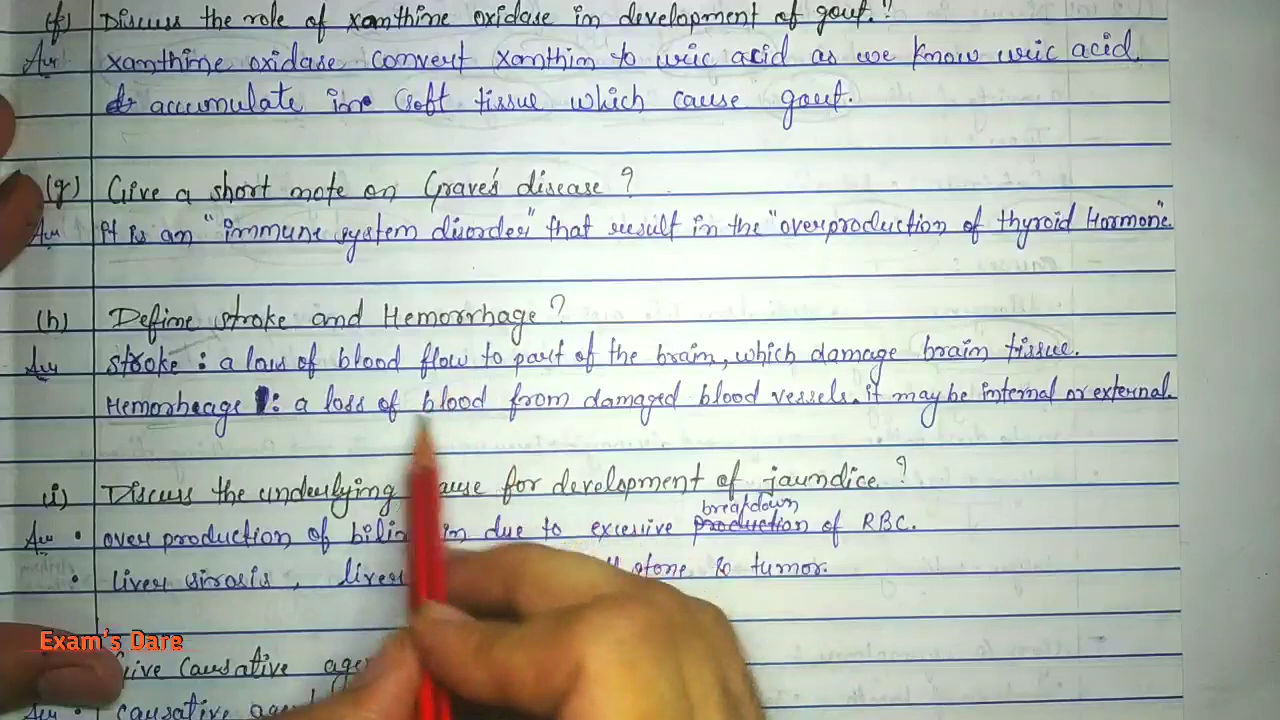 (f) Discuss the role of xanthine oxidase in development of gout."
Ans xanthine oxidase convert xanthin to uric acid as we know uric acid
accumulate in soft tissue which cause gout.
(g) Give a short note on Grave's disease?
Ans It is an "immune system disorder" that result in the "overproduction of thyroid Hormone"
(h) Define stroke and Hemorrhage?
Ans stroke: a loss of blood flow to part of the brain, which damage brain tissue.
Hemorrheage : a loss of blood from damaged blood vessels. it may be internal or external.
(i) Discuss the underlying cause for development of jaundice?
breakdown
Ans • over production of in due to excessive production of RBC.
• liver sirosis, liver stone & tumor.
Exam's Dare
Give causative
Ans • causative